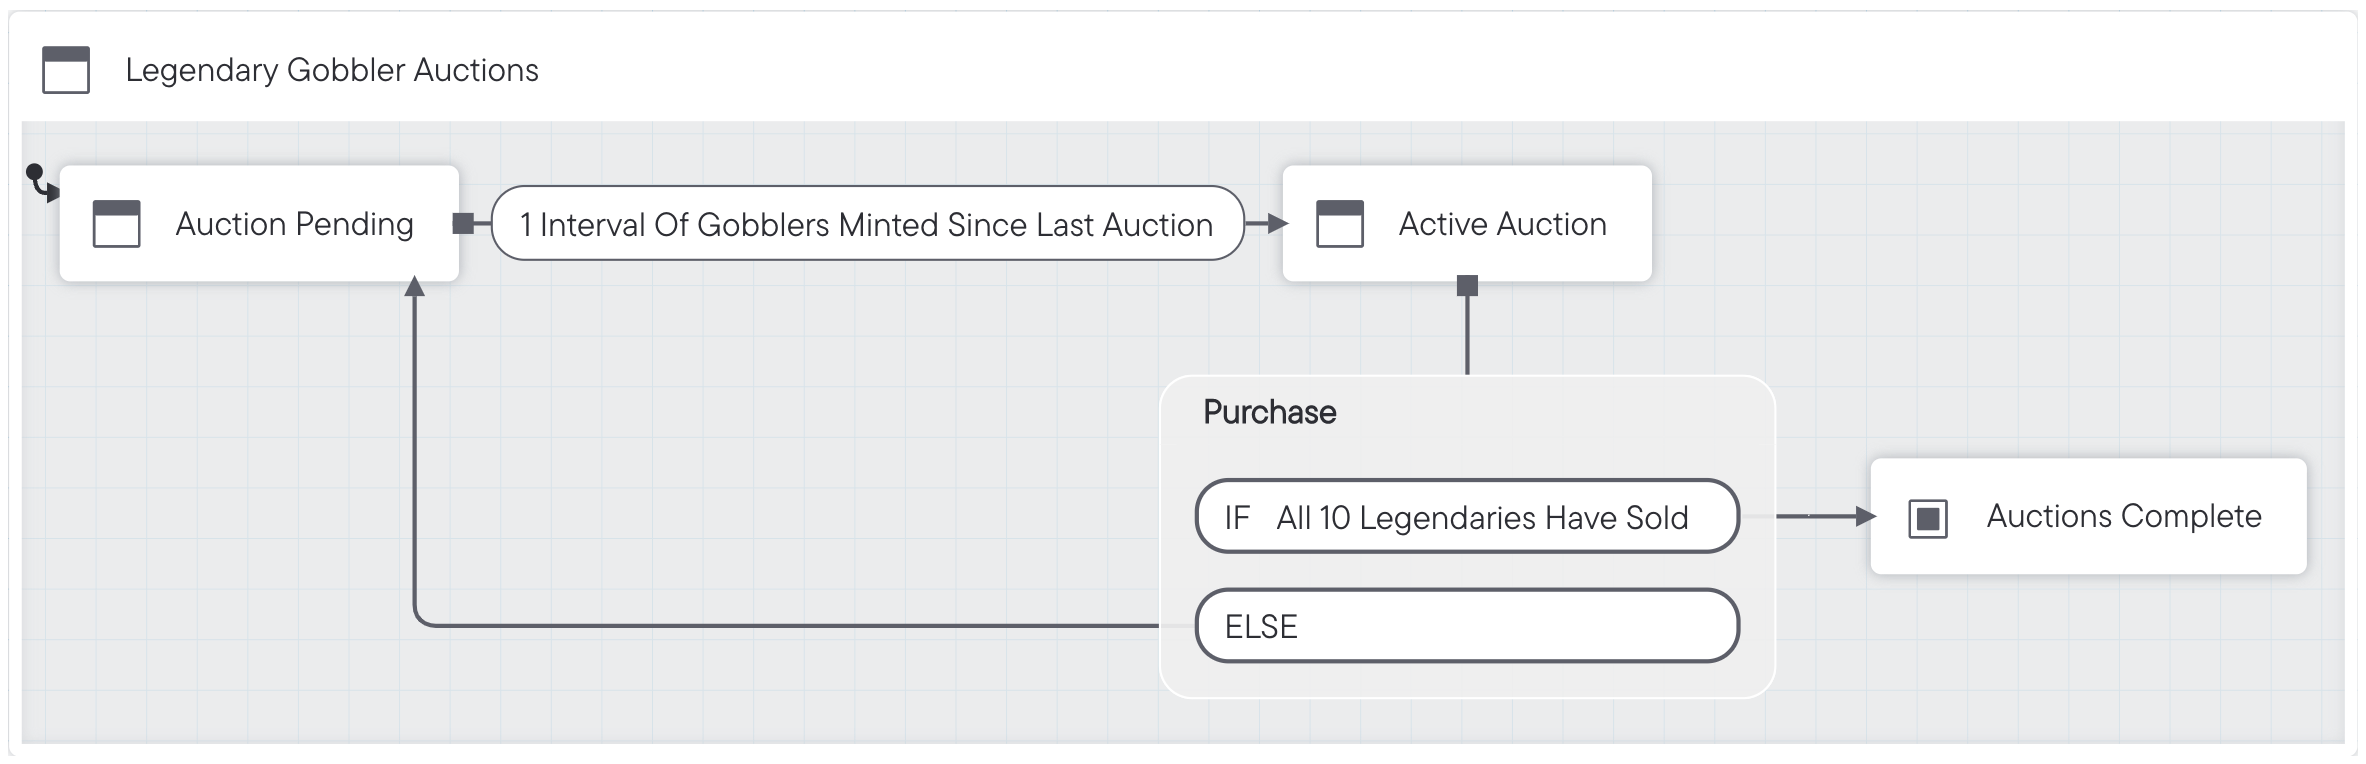 Legendary Gobbler Auctions
Auction Pending
1 Interval Of Gobblers Minted Since Last Auction
Active Auction
Purchase
IF All 10 Legendaries Have Sold
Auctions Complete
ELSE